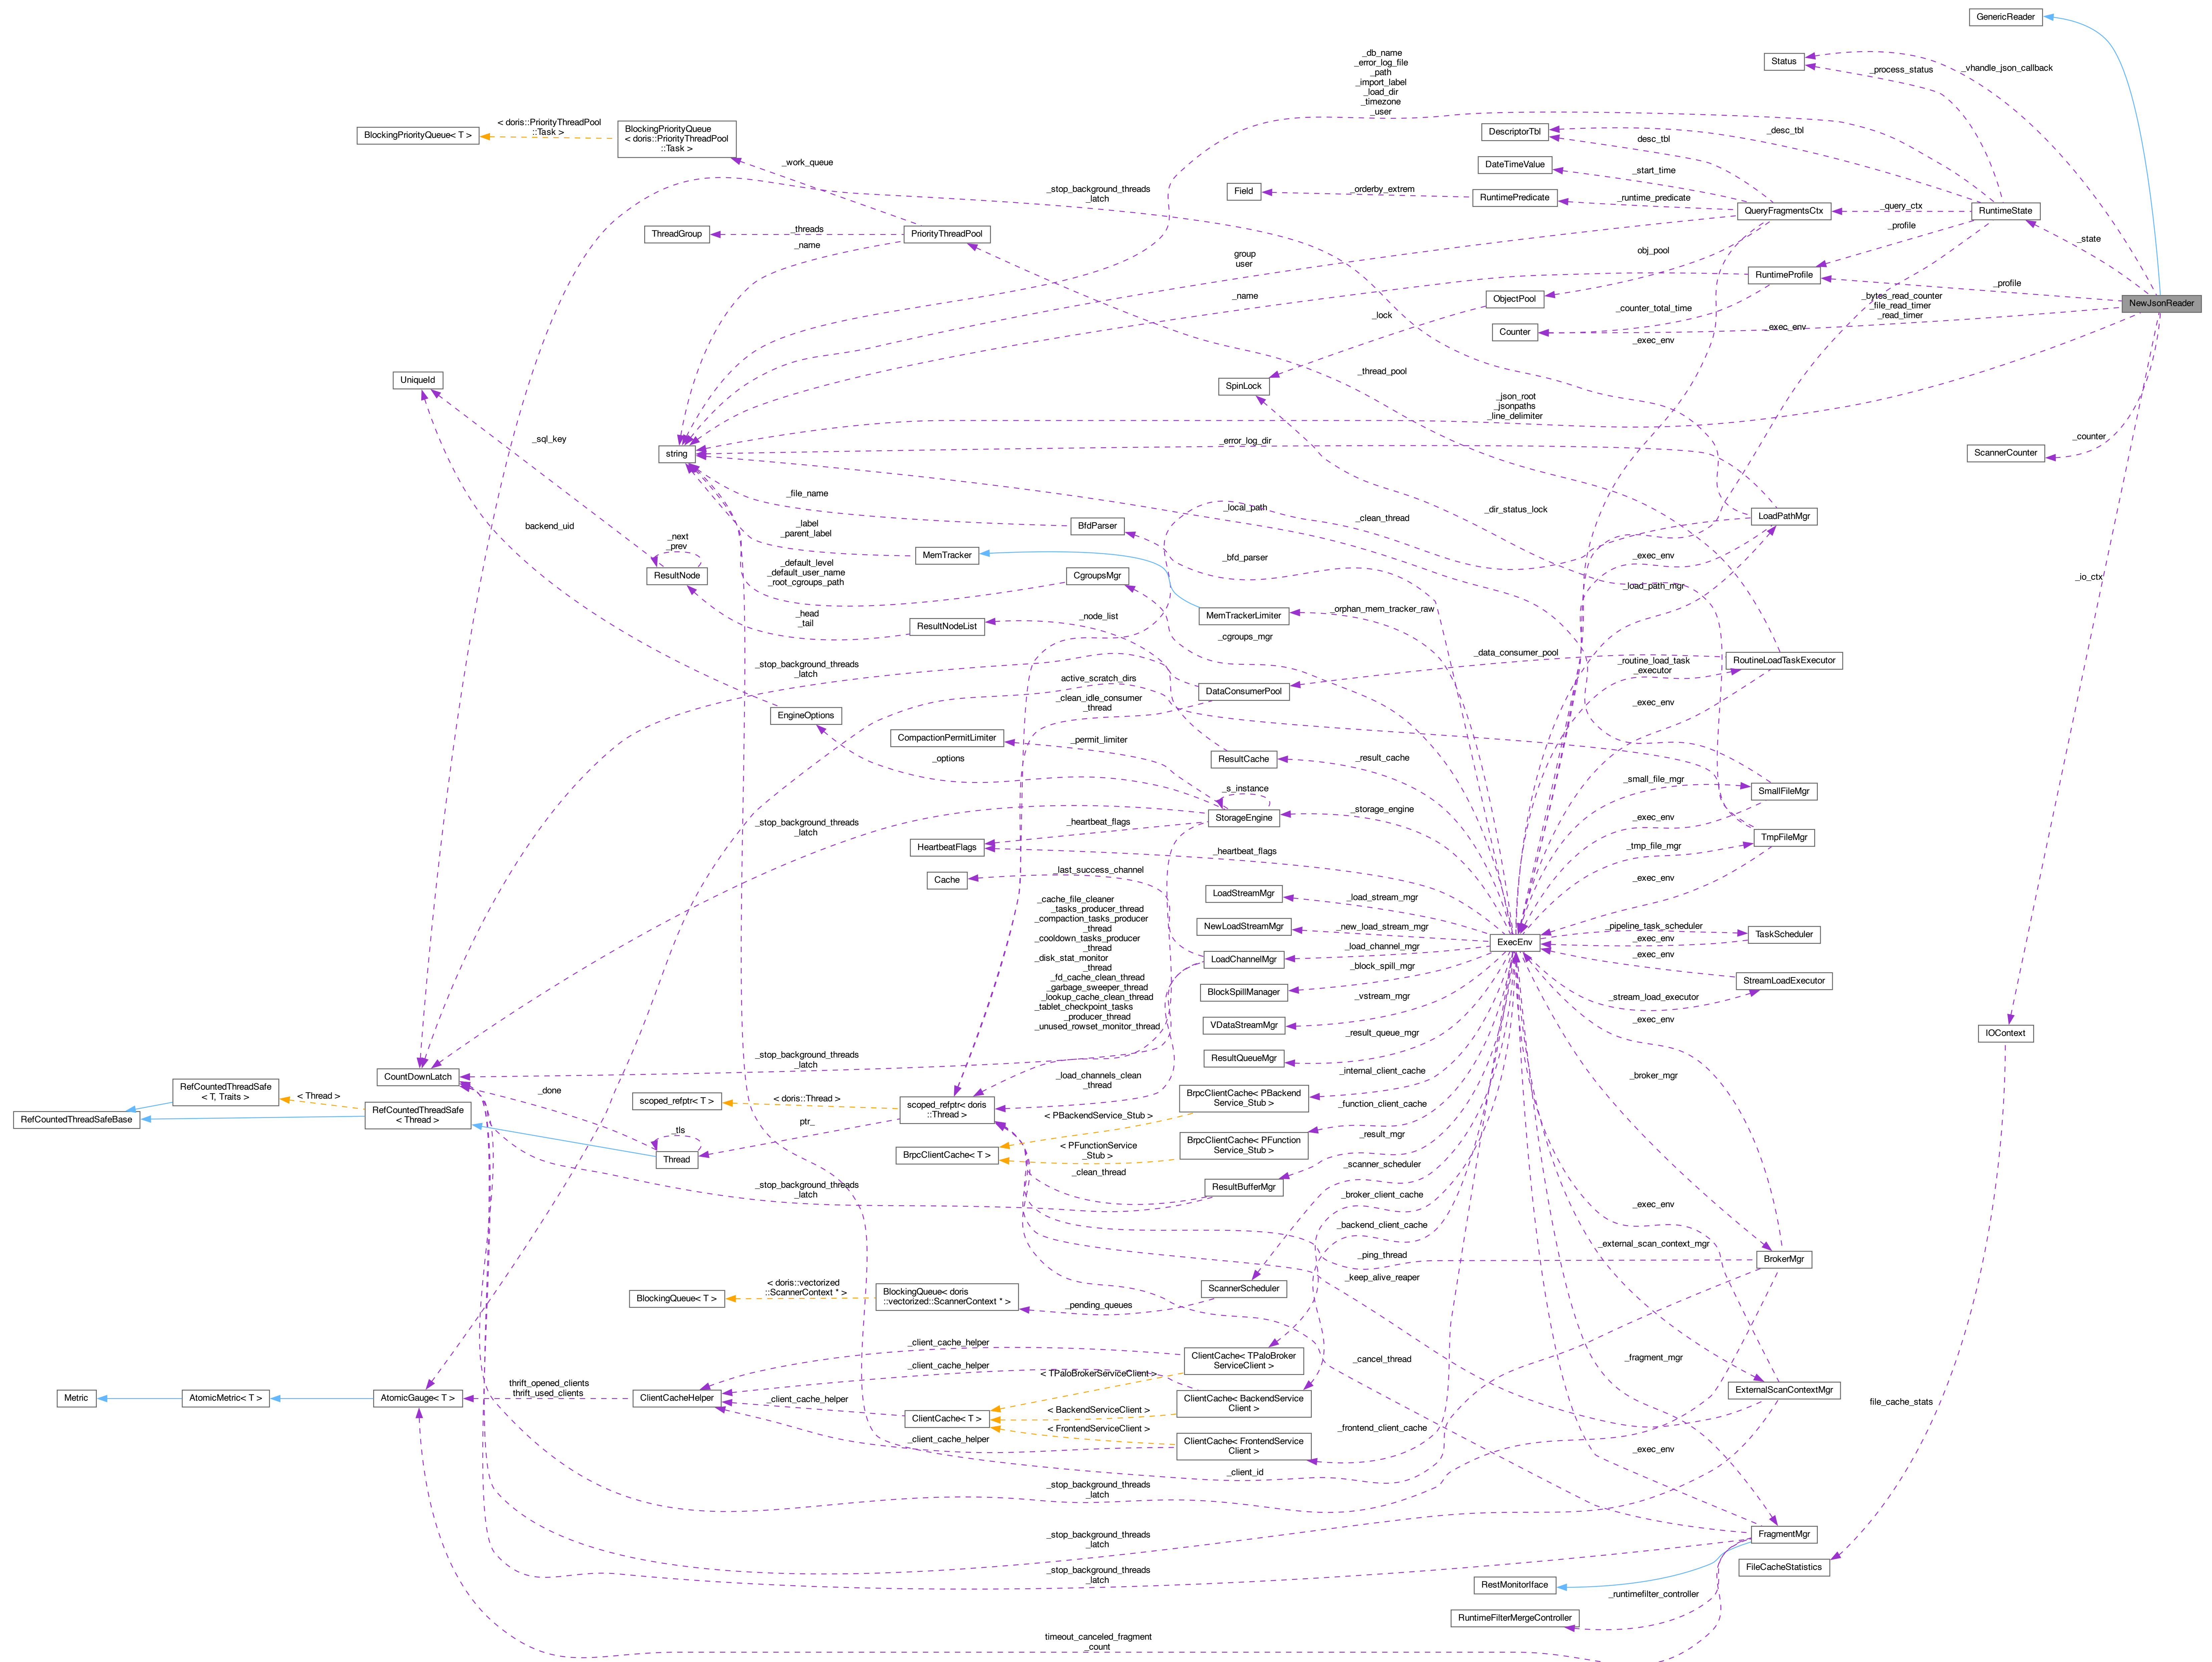 GenericReader
_db_name
_error_log_file
_path
_import_label
_load_dir
_timezone
_user
Status
_vhandle_json_callback
_process_status
< doris::PriorityThreadPool
::Task >
BlockingPriorityQueue
< doris::PriorityThreadPool
::Task >
BlockingPriorityQueue< T >
DescriptorTbl
_desc_tbl
desc_tbl
_work_queue
DateTimeValue
_start_time
_stop_background_threads
_latch
Field
_orderby_extrem
RuntimePredicate
_runtime_predicate
QueryFragmentsCtx
_query_ctx
RuntimeState
ThreadGroup
_threads
PriorityThreadPool
_name
_profile
_state
group
user
obj_pool
RuntimeProfile
_profile
_name
ObjectPool
_bytes_read_counter
_file_read_timer
_read_timer
NewJsonReader
_lock
_counter_total_time
Counter
_exec_env
_exec_env
UniqueId
SpinLock
_thread_pool
_json_root
_jsonpaths
_line_delimiter
_sql_key
_error_log_dir
_counter
string
ScannerCounter
_file_name
_local_path
_clean_thread
_dir_status_lock
LoadPathMgr
backend_uid
_label
_parent_label
BfdParser
_next
_prev
MemTracker
_bfd_parser
_exec_env
ResultNode
_default_level
_default_user_name
_root_cgroups_path
CgroupsMgr
_load_path_mgr
_io_ctx
_head
_tail
ResultNodeList
_node_list
MemTrackerLimiter
_orphan_mem_tracker_raw
_cgroups_mgr
_stop_background_threads
_latch
_data_consumer_pool
_routine_load_task
_executor
RoutineLoadTaskExecutor
active_scratch_dirs
DataConsumerPool
_clean_idle_consumer
_thread
_exec_env
EngineOptions
CompactionPermitLimiter
_permit_limiter
_options
ResultCache
_result_cache
_s_instance
_small_file_mgr
SmallFileMgr
StorageEngine
_storage_engine
_stop_background_threads
_latch
_heartbeat_flags
_exec_env
HeartbeatFlags
_heartbeat_flags
_tmp_file_mgr
TmpFileMgr
Cache
_last_success_channel
_exec_env
LoadStreamMgr
_load_stream_mgr
_cache_file_cleaner
_tasks_producer_thread
_compaction_tasks_producer
_thread
_cooldown_tasks_producer
_thread
_disk_stat_monitor
_thread
_fd_cache_clean_thread
_garbage_sweeper_thread
_lookup_cache_clean_thread
_tablet_checkpoint_tasks
_producer_thread
_unused_rowset_monitor_thread
NewLoadStreamMgr
_new_load_stream_mgr
ExecEnv
_pipeline_task_scheduler
TaskScheduler
_exec_env
LoadChannelMgr
_load_channel_mgr
_exec_env
_block_spill_mgr
StreamLoadExecutor
BlockSpillManager
_stream_load_executor
_vstream_mgr
VDataStreamMgr
_exec_env
_result_queue_mgr
IOContext
ResultQueueMgr
_stop_background_threads
_latch
_internal_client_cache
_broker_mgr
CountDownLatch
_load_channels_clean
_thread
RefCountedThreadSafe
< T, Traits >
< Thread >
_done
scoped_refptr< T >
< doris::Thread >
scoped_refptr< doris
::Thread >
BrpcClientCache< PBackend
Service_Stub >
_function_client_cache
RefCountedThreadSafeBase
RefCountedThreadSafe
< Thread >
ptr_
< PBackendService_Stub >
_tls
BrpcClientCache< PFunction
Service_Stub >
_result_mgr
< PFunctionService
_Stub >
BrpcClientCache< T >
Thread
_clean_thread
_scanner_scheduler
_stop_background_threads
_latch
ResultBufferMgr
_broker_client_cache
_exec_env
_backend_client_cache
_external_scan_context_mgr
_ping_thread
BrokerMgr
< doris::vectorized
::ScannerContext * >
_keep_alive_reaper
ScannerScheduler
BlockingQueue< T >
BlockingQueue< doris
::vectorized::ScannerContext * >
_pending_queues
_client_cache_helper
ClientCache< TPaloBroker
ServiceClient >
_cancel_thread
_fragment_mgr
_client_cache_helper
< TPaloBrokerServiceClient >
thrift_opened_clients
thrift_used_clients
ExternalScanContextMgr
Metric
AtomicMetric< T >
AtomicGauge< T >
ClientCacheHelper
_client_cache_helper
ClientCache< BackendService
Client >
file_cache_stats
< BackendServiceClient >
ClientCache< T >
< FrontendServiceClient >
_frontend_client_cache
_client_cache_helper
ClientCache< FrontendService
Client >
_exec_env
_client_id
_stop_background_threads
_latch
_stop_background_threads
_latch
FragmentMgr
_stop_background_threads
_latch
FileCacheStatistics
RestMonitorIface
_runtimefilter_controller
RuntimeFilterMergeController
timeout_canceled_fragment
_count